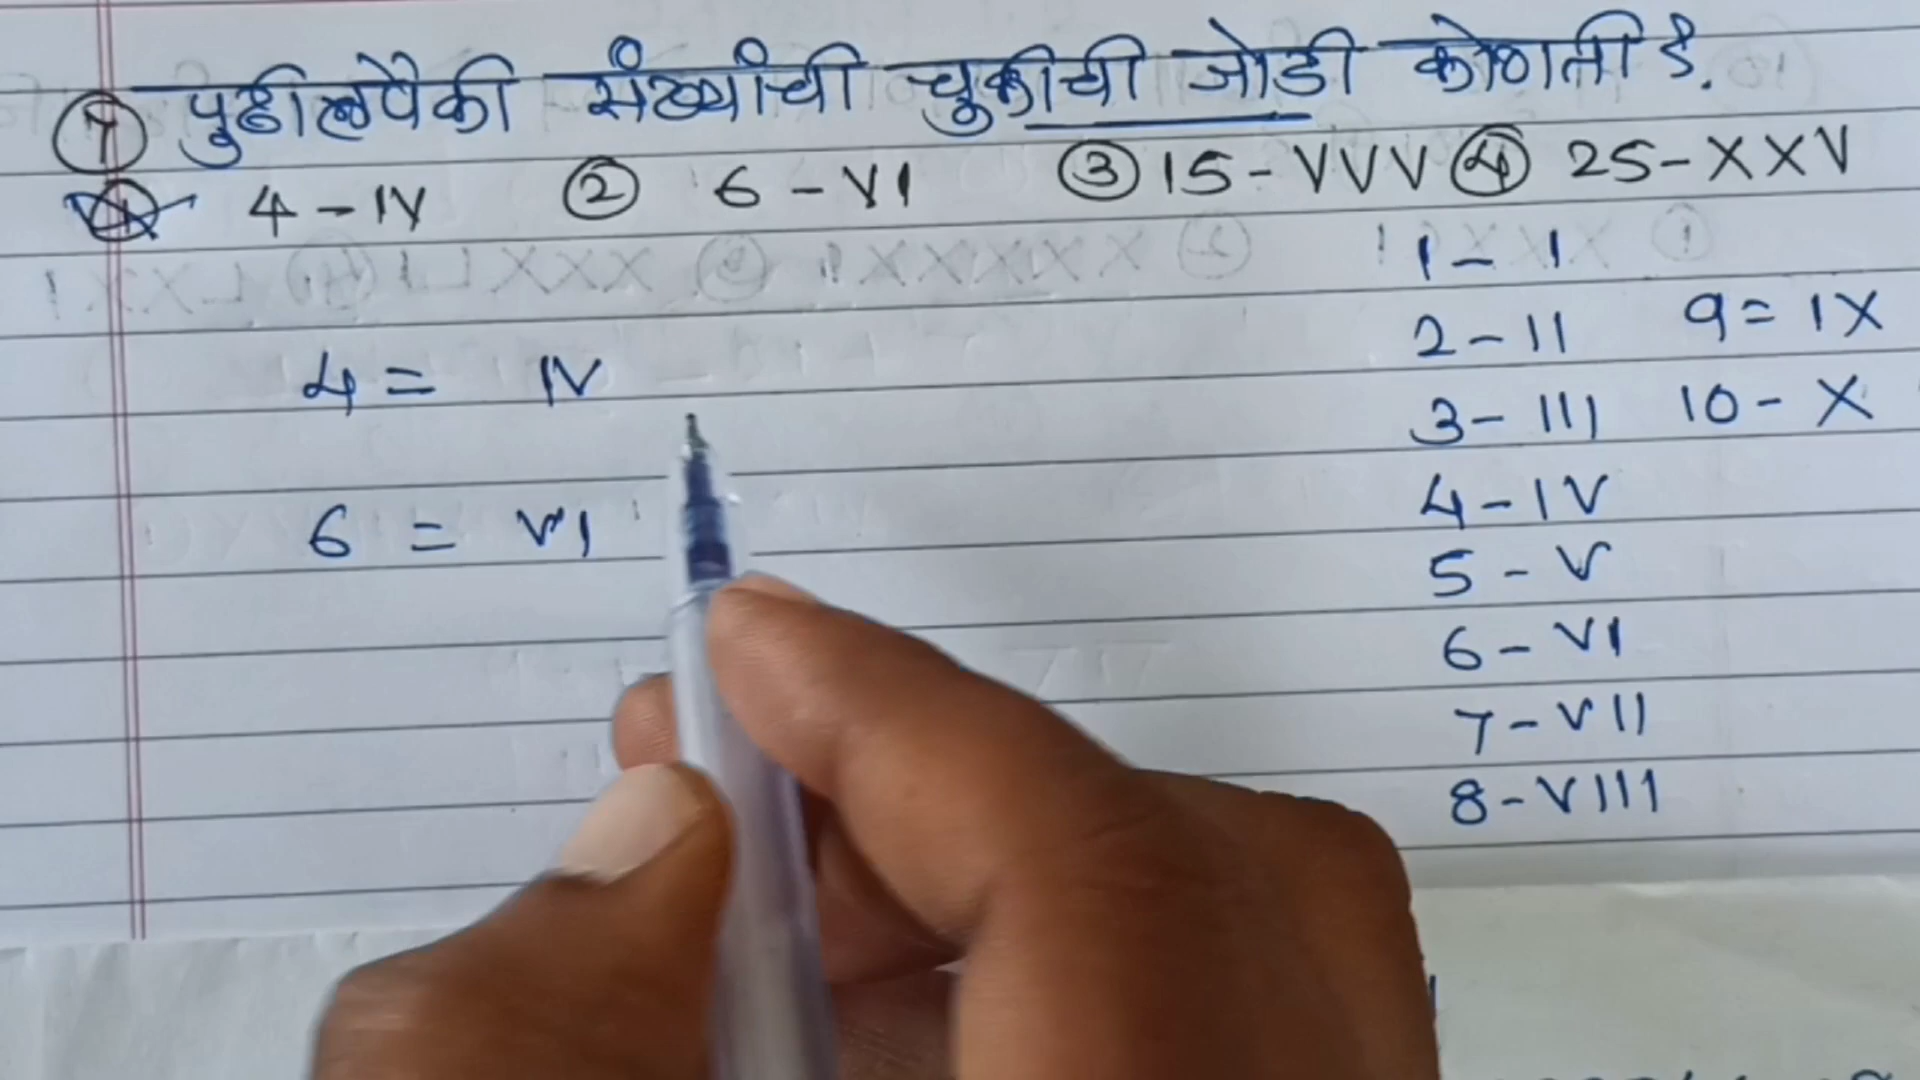 ७ पुढीलपैकी संख्यांची चुकीची जोडी कोणती ह.
1 4 - IV 2 6 - VI 3 15 - VVV 4 25 - XXV
4 = IV
6 = VI
1 - I
2 - II
3 - III
4 - IV
5 - V
6 - VI
7 - VII
8 - VIII
9 = IX
10 - X